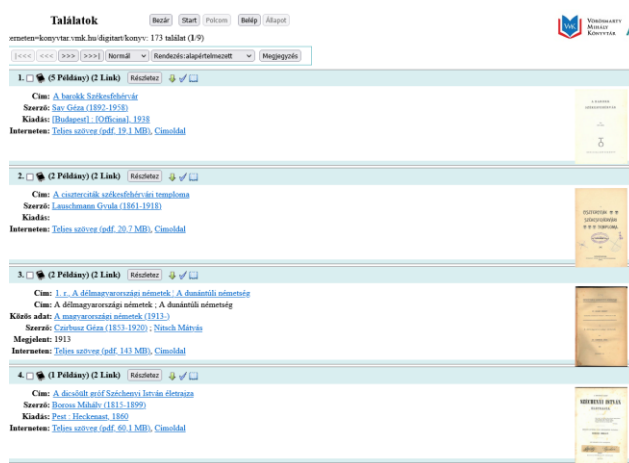 Találatok
Bezár Start Polcom Belép Állapot
VMK
VÖRÖSMARTY
MIHÁLY
KÖNYVTÁR
erneten=konyvtar.vmk.hu/digitart/konyv: 173 találat (1/9)
|<<< <<< >>> >>>| Normál Rendezés:alapértelmezett Megjegyzés
1. (5 Példány) (2 Link) Részletez
Cím: A barokk Székesfehérvár
Szerző: Say Géza (1892-1958)
Kiadás: [Budapest] : [Officina], 1938
Interneten: Teljes szöveg (pdf, 19,1 MB), Címoldal
2. (2 Példány) (2 Link) Részletez
Cím: A ciszterciták székesfehérvári temploma
Szerző: Lauschmann Gyula (1861-1918)
Kiadás:
Interneten: Teljes szöveg (pdf, 20,7 MB), Címoldal
3. (2 Példány) (2 Link) Részletez
Cím: 1. r., A délmagyarországi németek ; A dunántúli németség
Cím: A délmagyarországi németek ; A dunántúli németség
Közös adat: A magyarországi németek (1913-)
Szerző: Czirbusz Géza (1853-1920) ; Nitsch Mátyás
Megjelent: 1913
Interneten: Teljes szöveg (pdf, 143 MB), Címoldal
4. (1 Példány) (2 Link) Részletez
Cím: A dicsőült gróf Széchenyi István életrajza
Szerző: Boross Mihály (1815-1899)
Kiadás: Pest : Heckenast, 1860
Interneten: Teljes szöveg (pdf, 60,1 MB), Címoldal
SZÉCHENYI ISTVÁN